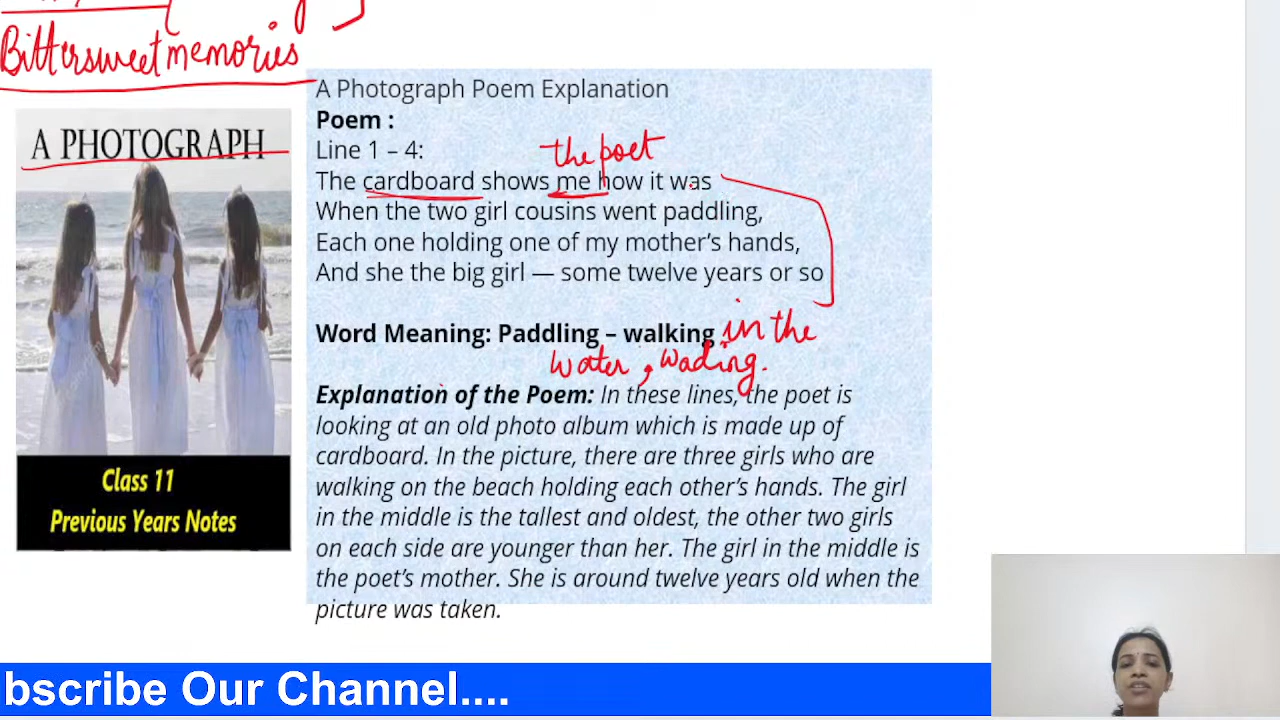 Bittersweet memories
A PHOTOGRAPH
Class 11
Previous Years Notes
A Photograph Poem Explanation
Poem :
Line 1 – 4:
the poet
The cardboard shows me how it was
When the two girl cousins went paddling,
Each one holding one of my mother’s hands,
And she the big girl — some twelve years or so
Word Meaning: Paddling – walking in the
water, wading.
Explanation of the Poem: In these lines, the poet is
looking at an old photo album which is made up of
cardboard. In the picture, there are three girls who are
walking on the beach holding each other’s hands. The girl
in the middle is the tallest and oldest, the other two girls
on each side are younger than her. The girl in the middle is
the poet’s mother. She is around twelve years old when the
picture was taken.
bscribe Our Channel....